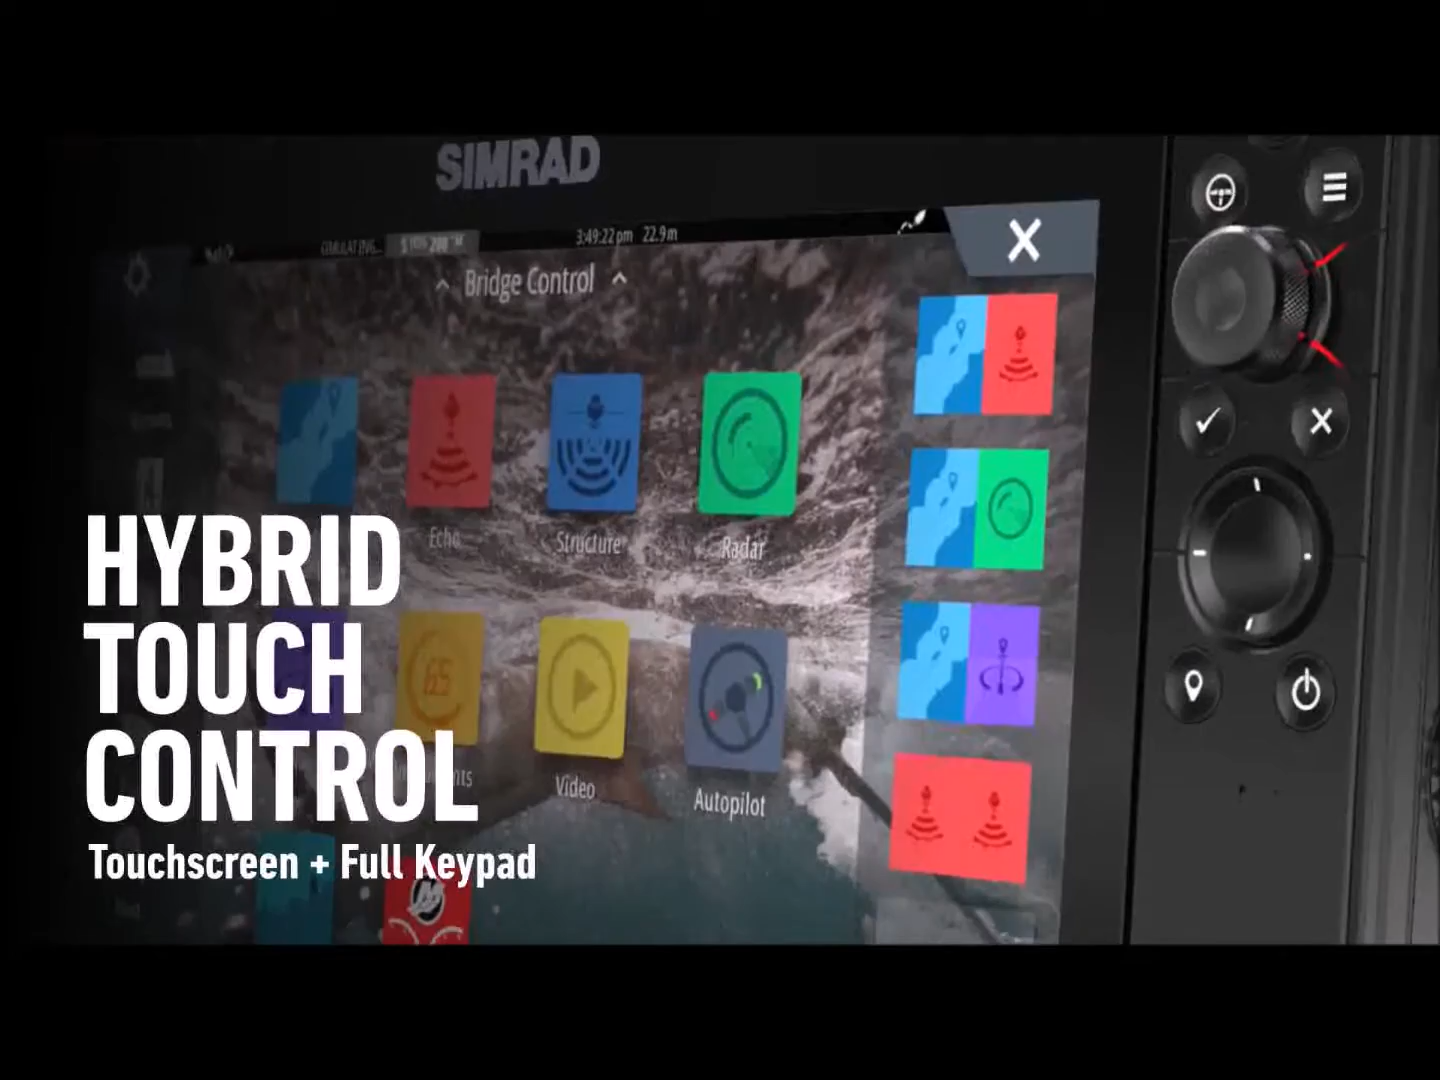 SIMRAD
3:49:22 pm 22.9m
Bridge Control
Echo
Structure
Radar
65
Video
Autopilot
HYBRID
TOUCH
CONTROL
Touchscreen + Full Keypad